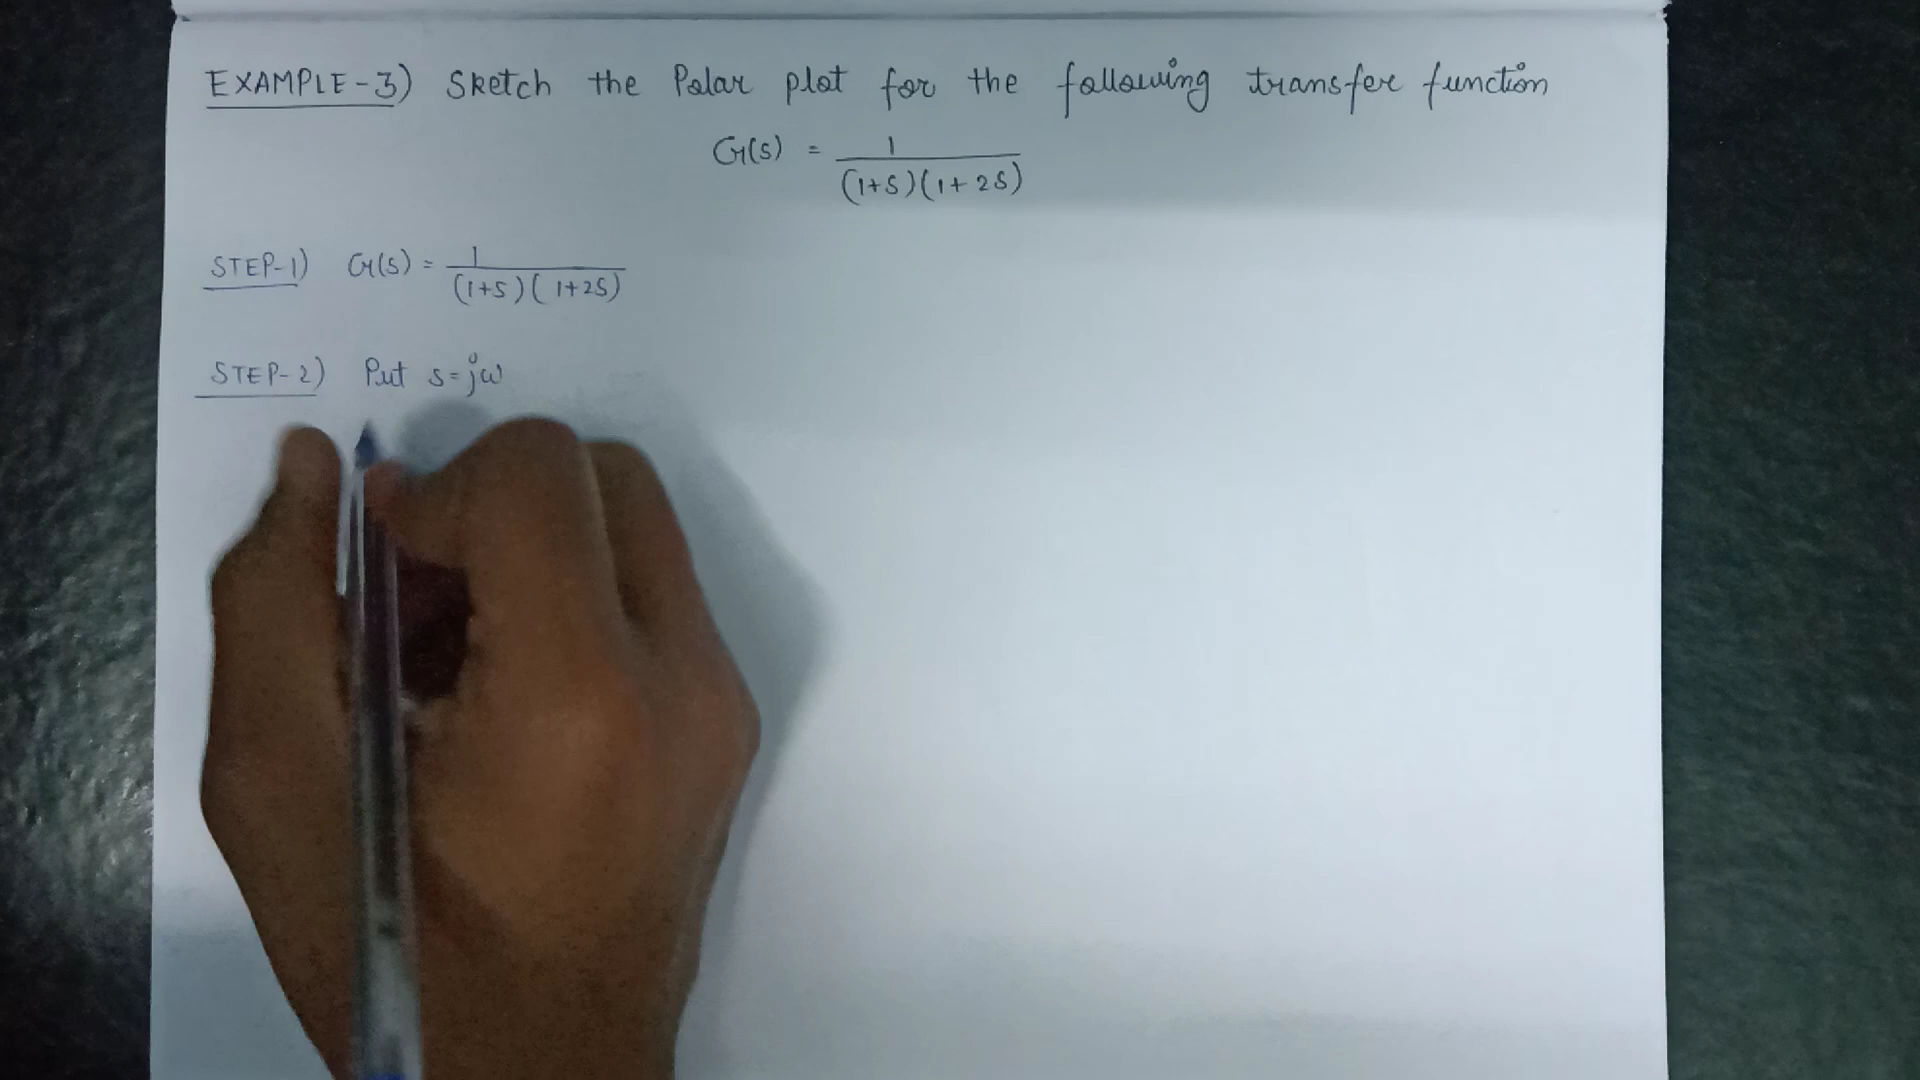 EXAMPLE-3) Sketch the Polar plot for the following transfer function
G(s) = 1
(1+S)(1+2S)
STEP-1) G(s) = 1
(1+S)(1+2S)
STEP-2) Put s=jω